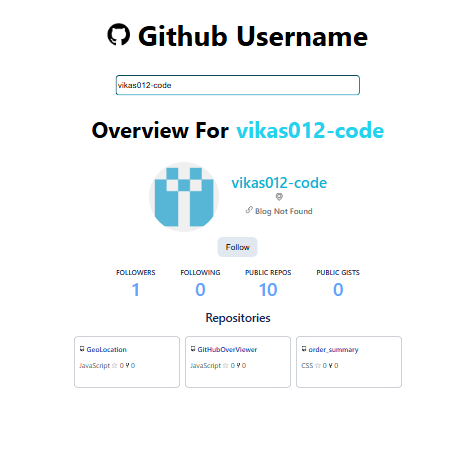 Github Username
vikas012-code
Overview For vikas012-code
vikas012-code
Blog Not Found
Follow
FOLLOWERS FOLLOWING PUBLIC REPOS PUBLIC GISTS
1 0 10 0
Repositories
GeoLocation GitHubOverViewer order_summary
JavaScript ☆ 0 0 JavaScript ☆ 0 0 CSS ☆ 0 0